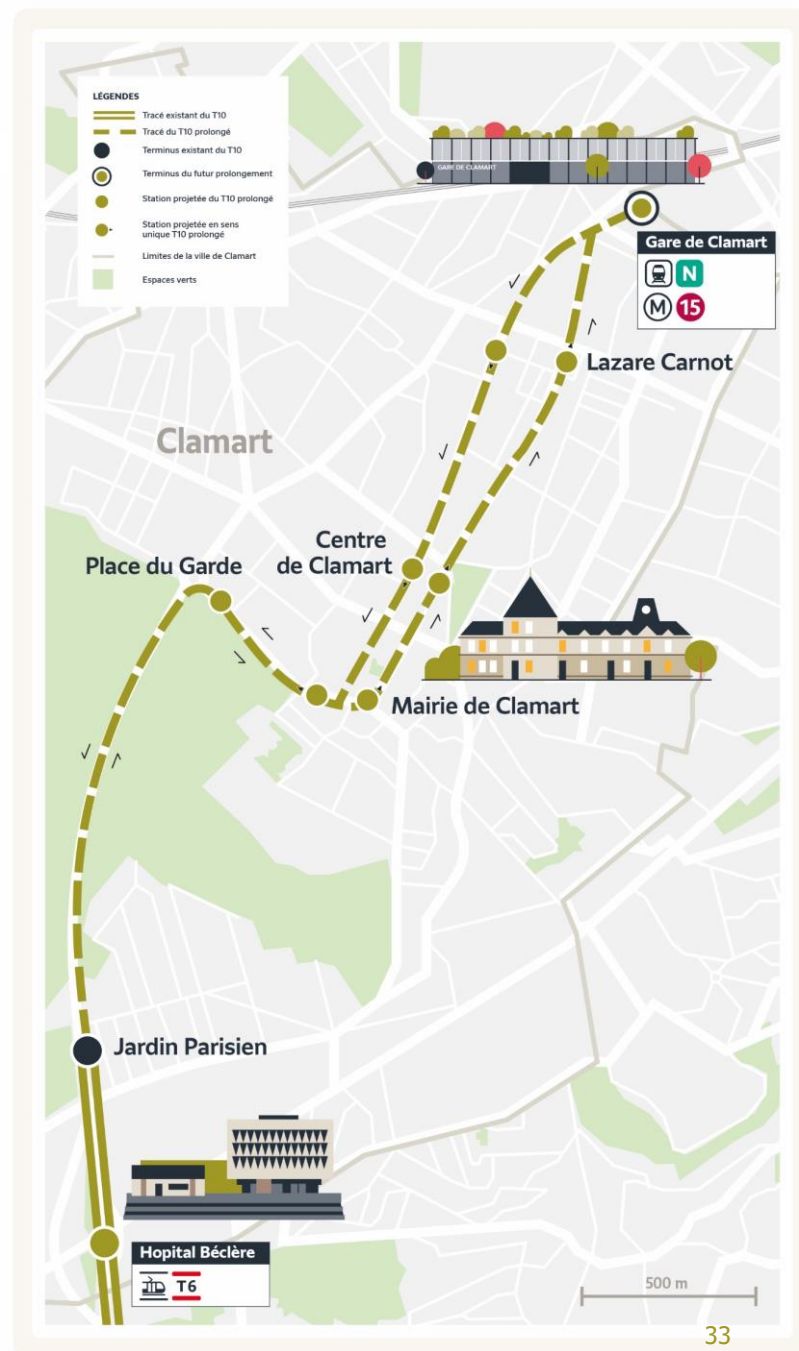 LÉGENDES
Tracé existant du T10
Tracé du T10 prolongé
Terminus existant du T10
Terminus du futur prolongement
Station projetée du T10 prolongé
Station projetée en sens
unique T10 prolongé
Limites de la ville de Clamart
Espaces verts
GARE DE CLAMART
Gare de Clamart
N
M 15
Lazare Carnot
Clamart
Centre
de Clamart
Place du Garde
Mairie de Clamart
Jardin Parisien
Hopital Béclère
T6
500 m
33